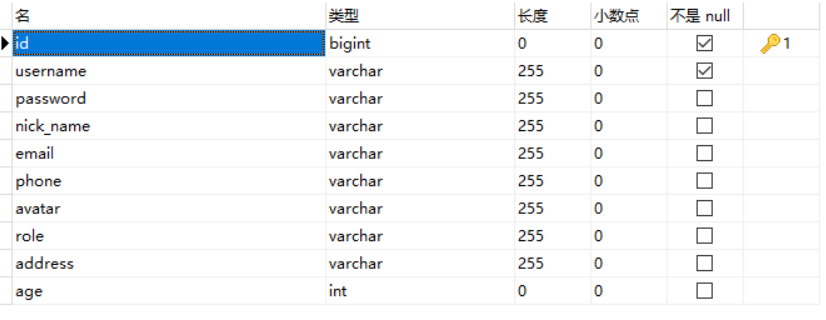 名 类型 长度 小数点 不是 null
id bigint 0 0 1
username varchar 255 0
password varchar 255 0
nick_name varchar 255 0
email varchar 255 0
phone varchar 255 0
avatar varchar 255 0
role varchar 255 0
address varchar 255 0
age int 0 0